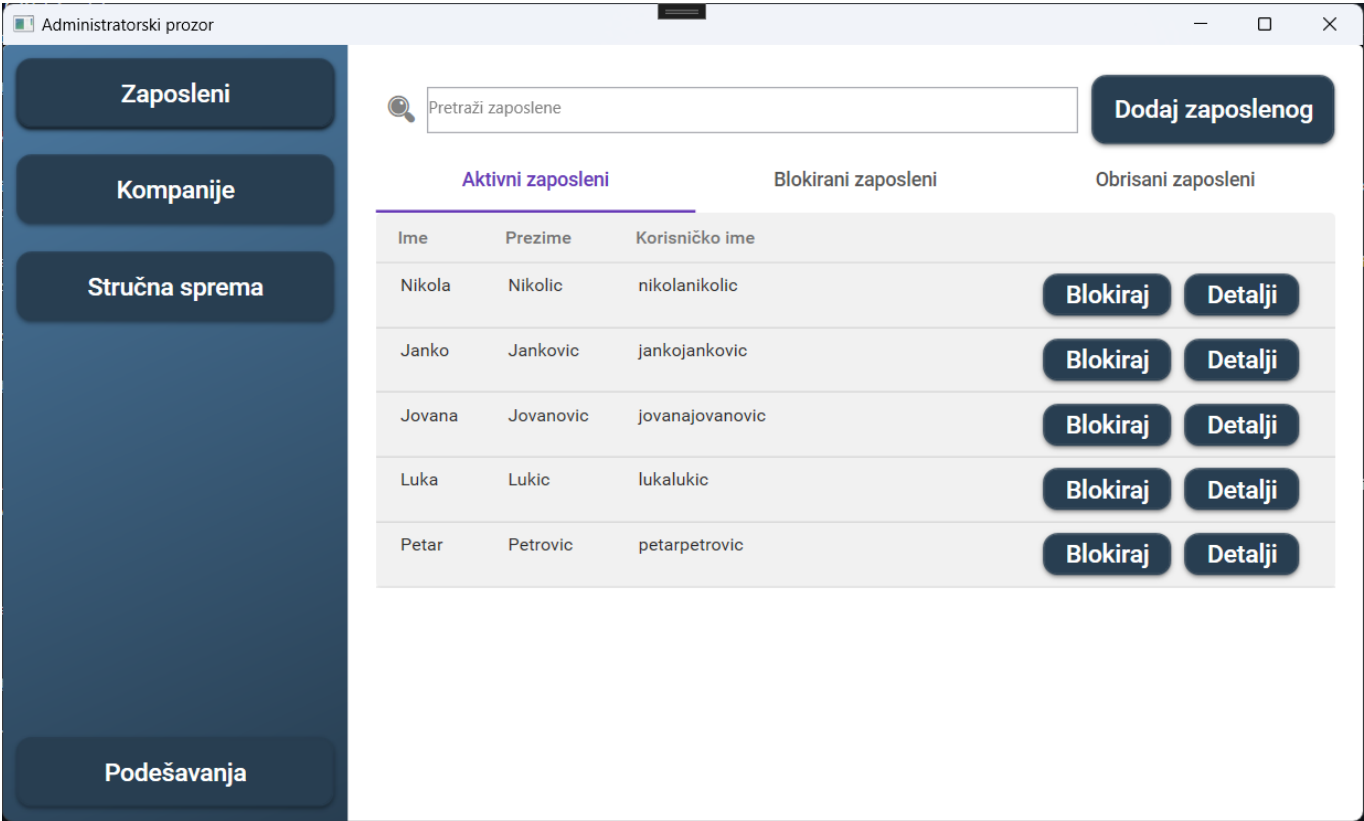 Administratorski prozor
Zaposleni
Kompanije
Stručna sprema
Podešavanja
Pretraži zaposlene
Dodaj zaposlenog
Aktivni zaposleni Blokirani zaposleni Obrisani zaposleni
Ime Prezime Korisničko ime
Nikola Nikolic nikolanikolic Blokiraj Detalji
Janko Jankovic jankojankovic Blokiraj Detalji
Jovana Jovanovic jovanajovanovic Blokiraj Detalji
Luka Lukic lukalukic Blokiraj Detalji
Petar Petrovic petarpetrovic Blokiraj Detalji